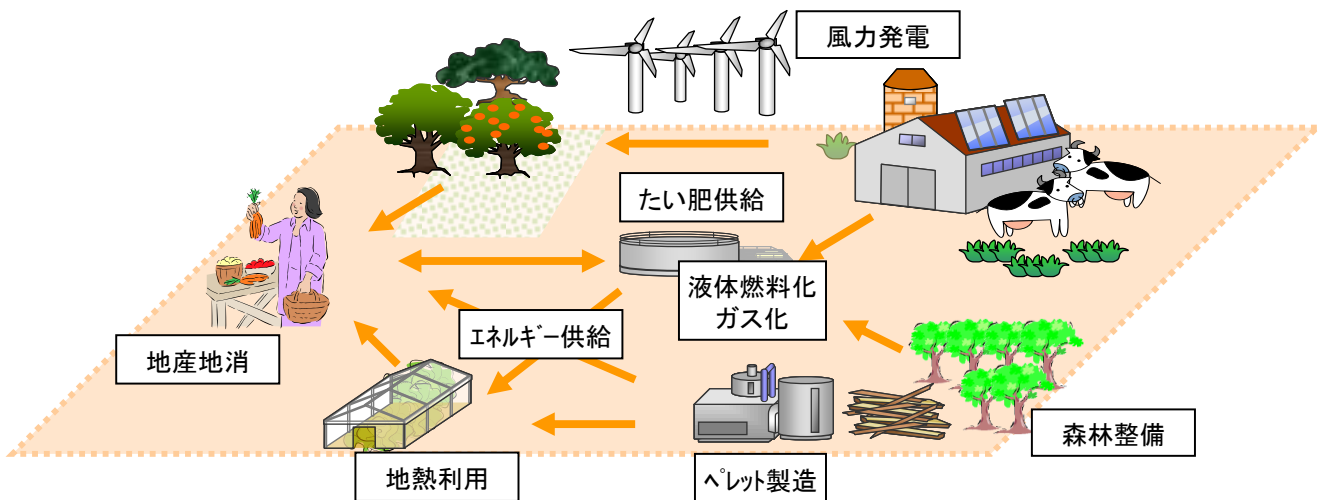 風力発電
たい肥供給
液体燃料化
ガス化
ｴﾈﾙｷﾞｰ供給
地産地消
森林整備
地熱利用
ﾍﾟﾚｯﾄ製造